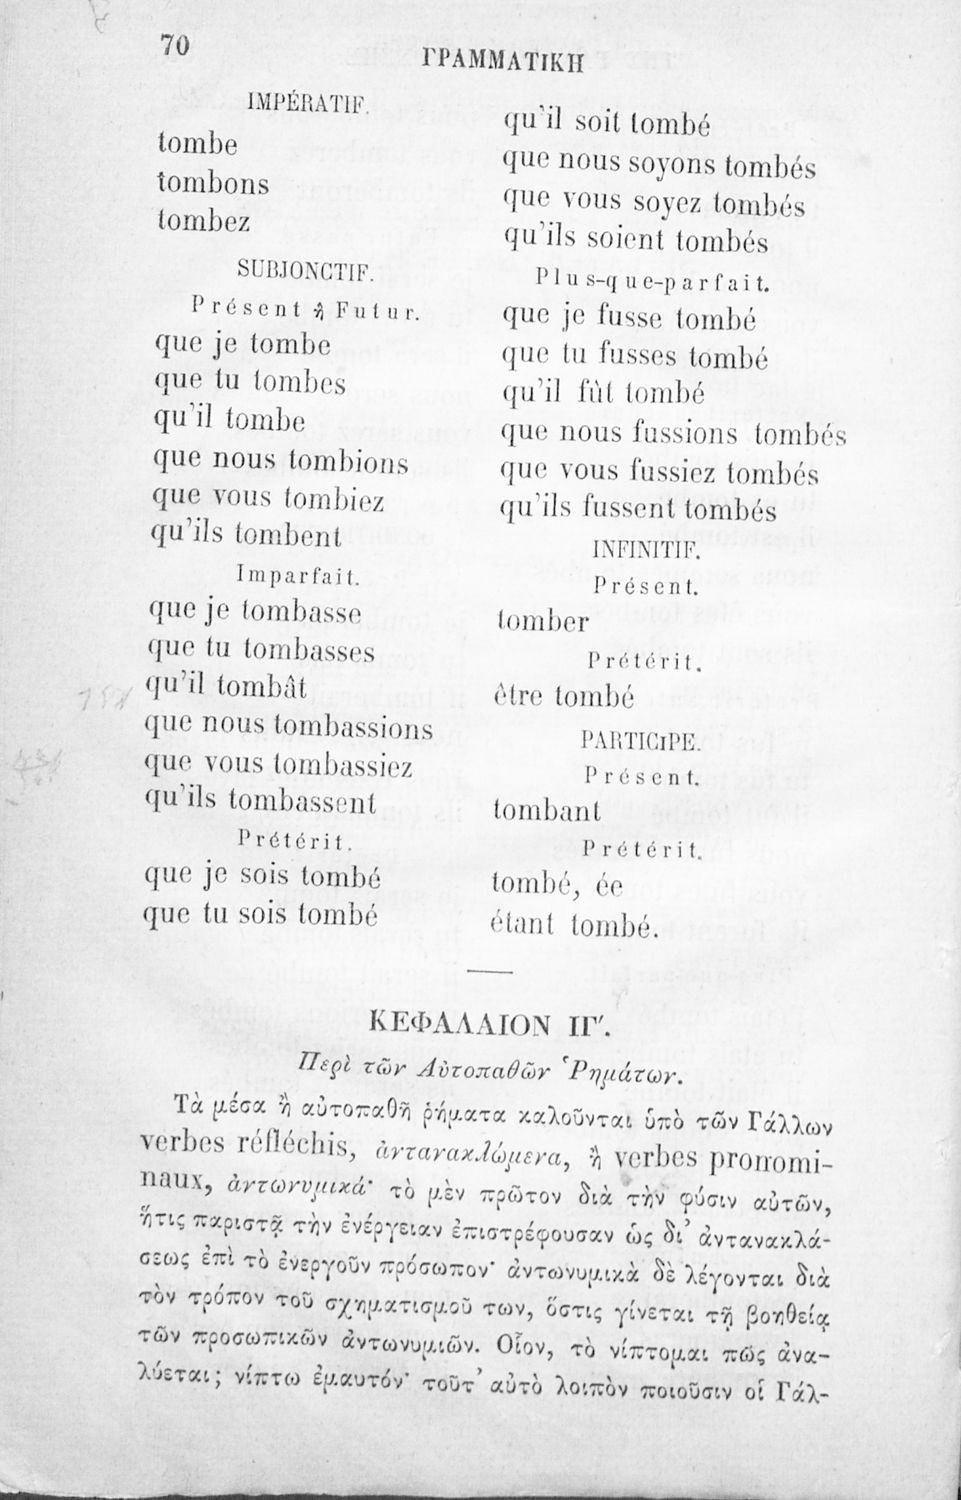 70
ΓΡΑΜΜΑΤΙΚΗ
IMPÉRATIF.
tombe
tombons
tombez
SUBJONCTIF.
Présent ἢ Futur.
que je tombe
que tu tombes
qu'il tombe
que nous tombions
que vous tombiez
qu'ils tombent
Imparfait.
que je tombasse
que tu tombasses
qu'il tombât
que nous tombassions
que vous tombassiez
qu'ils tombassent
Prétérit.
que je sois tombé
que tu sois tombé
qu'il soit tombé
que nous soyons tombés
que vous soyez tombés
qu'ils soient tombés
Plus-que-parfait.
que je fusse tombé
que tu fusses tombé
qu'il fût tombé
que nous fussions tombés
que vous fussiez tombés
qu'ils fussent tombés
INFINITIF.
Présent.
tomber
Prétérit.
être tombé
PARTICIPE.
Présent.
tombant
Prétérit.
tombé, ée
étant tombé.
ΚΕΦΑΛΑΙΟΝ ΙΓ′.
Περὶ τῶν Αὐτοπαθῶν Ῥημάτων.
Τὰ μέσα ἢ αὐτοπαθῆ ῥήματα καλοῦνται ὑπὸ τῶν Γάλλων
verbes réfléchis, ἀντανακλώμενα, ἢ verbes pronomi-
naux, ἀντωνυμικά· τὸ μὲν πρῶτον διὰ τὴν φύσιν αὐτῶν,
ἥτις παριστᾷ τὴν ἐνέργειαν ἐπιστρέφουσαν ὡς δι' ἀντανακλά-
σεως ἐπὶ τὸ ἐνεργοῦν πρόσωπον· ἀντωνυμικὰ δὲ λέγονται διὰ
τὸν τρόπον τοῦ σχηματισμοῦ των, ὅστις γίνεται τῇ βοηθείᾳ
τῶν προσωπικῶν ἀντωνυμιῶν. Οἷον, τὸ νίπτομαι πῶς ἀνα-
λύεται; νίπτω ἐμαυτόν· τοῦτ' αὐτὸ λοιπὸν ποιοῦσιν οἱ Γάλ-